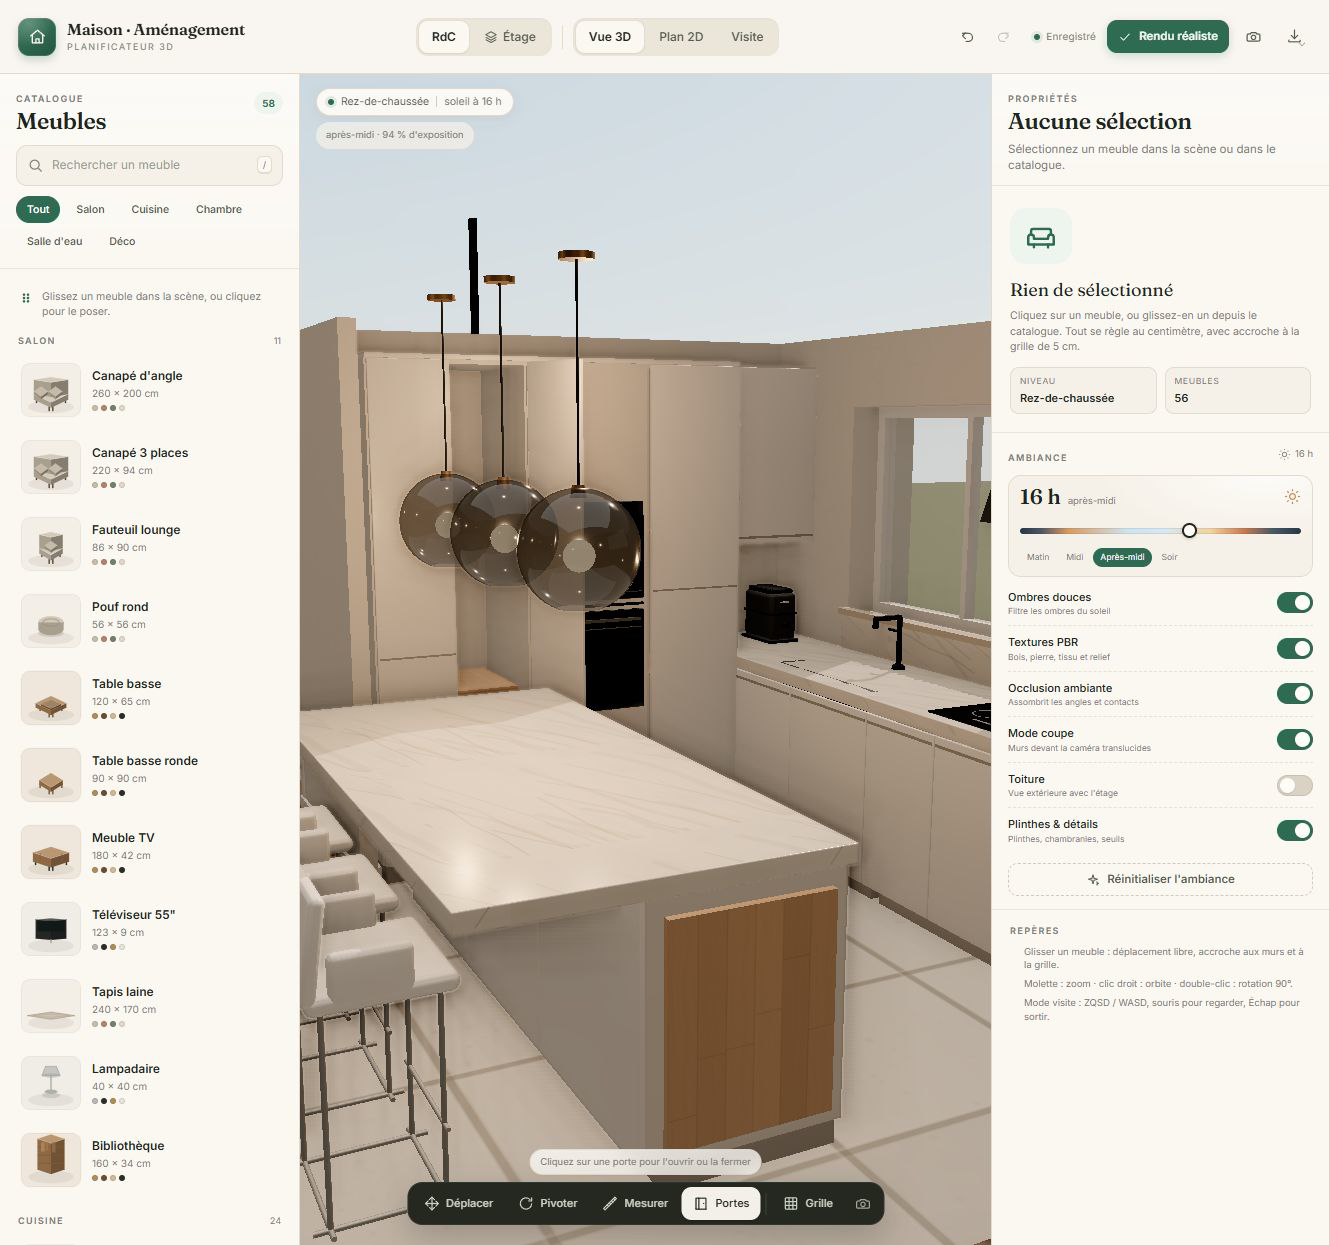 Maison · Aménagement
PLANIFICATEUR 3D
RdC
Étage
Vue 3D
Plan 2D
Visite
Enregistré
Rendu réaliste
CATALOGUE
58
Meubles
Rechercher un meuble
/
Tout
Salon
Cuisine
Chambre
Salle d'eau
Déco
Glissez un meuble dans la scène, ou cliquez
pour le poser.
SALON
11
Canapé d'angle
260 × 200 cm
Canapé 3 places
220 × 94 cm
Fauteuil lounge
86 × 90 cm
Pouf rond
56 × 56 cm
Table basse
120 × 65 cm
Table basse ronde
90 × 90 cm
Meuble TV
180 × 42 cm
Téléviseur 55"
123 × 9 cm
Tapis laine
240 × 170 cm
Lampadaire
40 × 40 cm
Bibliothèque
160 × 34 cm
CUISINE
24
Rez-de-chaussée
soleil à 16 h
après-midi · 94 % d'exposition
Cliquez sur une porte pour l'ouvrir ou la fermer
Déplacer
Pivoter
Mesurer
Portes
Grille
PROPRIÉTÉS
Aucune sélection
Sélectionnez un meuble dans la scène ou dans le
catalogue.
Rien de sélectionné
Cliquez sur un meuble, ou glissez-en un depuis le
catalogue. Tout se règle au centimètre, avec accroche à la
grille de 5 cm.
NIVEAU
Rez-de-chaussée
MEUBLES
56
AMBIANCE
16 h
16 h après-midi
Matin
Midi
Après-midi
Soir
Ombres douces
Filtre les ombres du soleil
Textures PBR
Bois, pierre, tissu et relief
Occlusion ambiante
Assombrit les angles et contacts
Mode coupe
Murs devant la caméra translucides
Toiture
Vue extérieure avec l'étage
Plinthes & détails
Plinthes, chambranles, seuils
Réinitialiser l'ambiance
REPÈRES
Glisser un meuble : déplacement libre, accroche aux murs et à
la grille.
Molette : zoom · clic droit : orbite · double-clic : rotation 90°.
Mode visite : ZQSD / WASD, souris pour regarder, Échap pour
sortir.